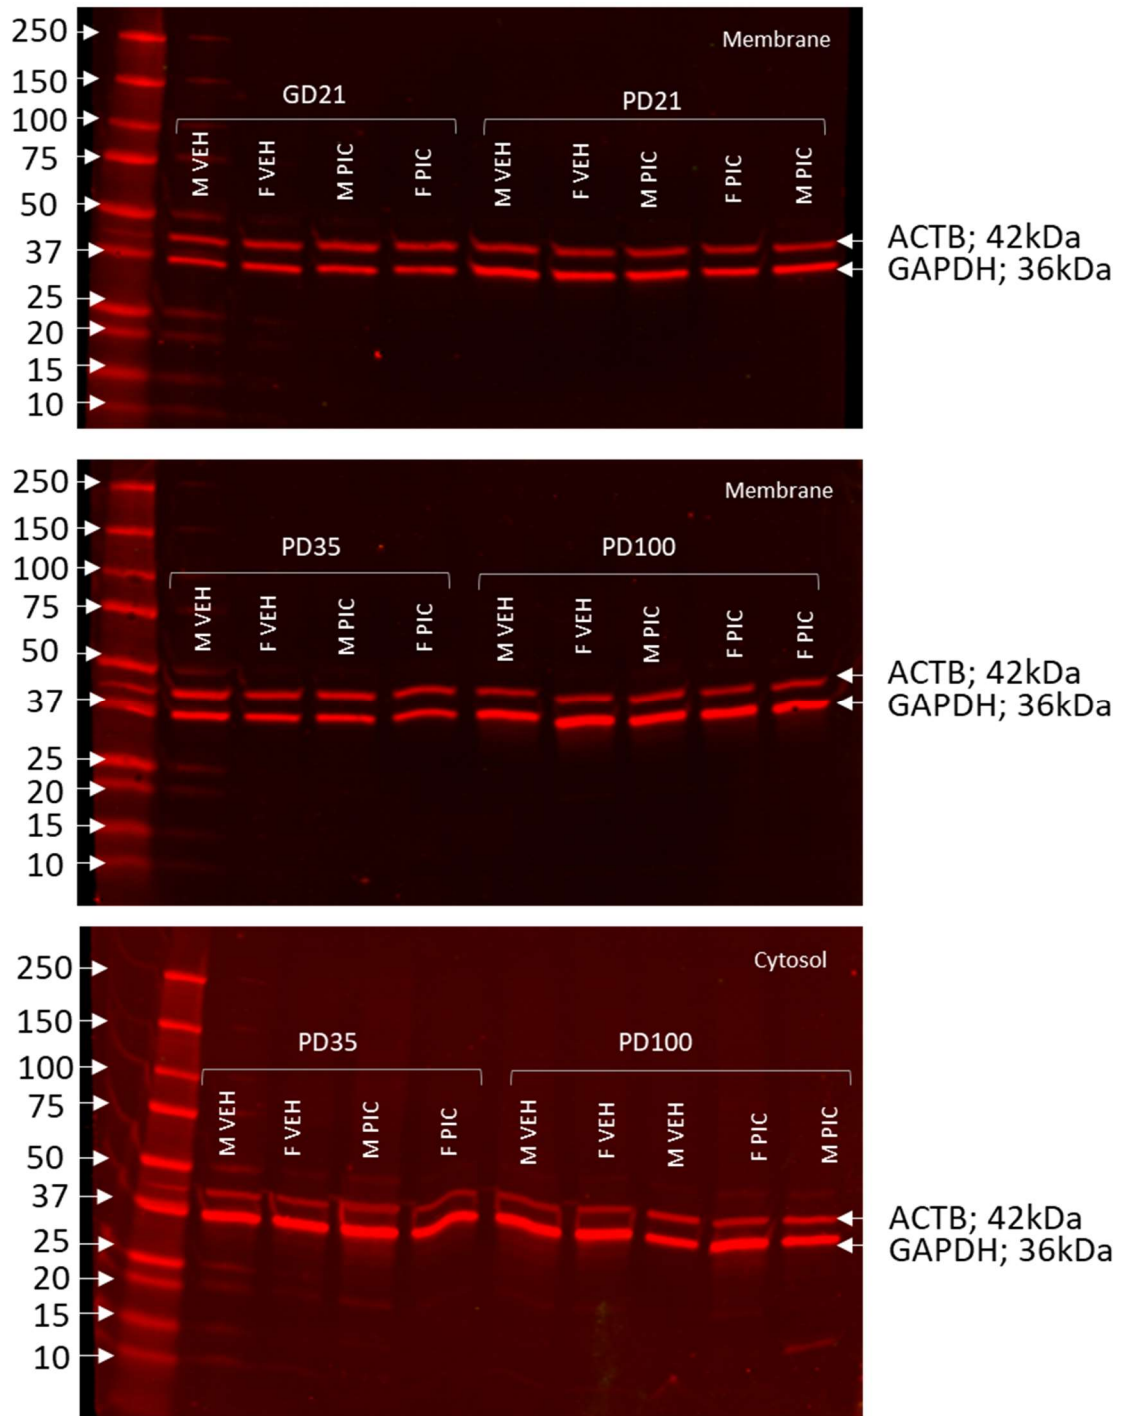 Membrane
GD21
PD21
M VEH
F VEH
M PIC
F PIC
M VEH
F VEH
M PIC
F PIC
M PIC
250
150
100
75
50
37
25
20
15
10
ACTB; 42kDa
GAPDH; 36kDa
Membrane
PD35
PD100
M VEH
F VEH
M PIC
F PIC
M VEH
F VEH
M PIC
F PIC
F PIC
250
150
100
75
50
37
25
20
15
10
ACTB; 42kDa
GAPDH; 36kDa
Cytosol
PD35
PD100
M VEH
F VEH
M PIC
F PIC
M VEH
F VEH
M VEH
F PIC
M PIC
250
150
100
75
50
37
25
20
15
10
ACTB; 42kDa
GAPDH; 36kDa